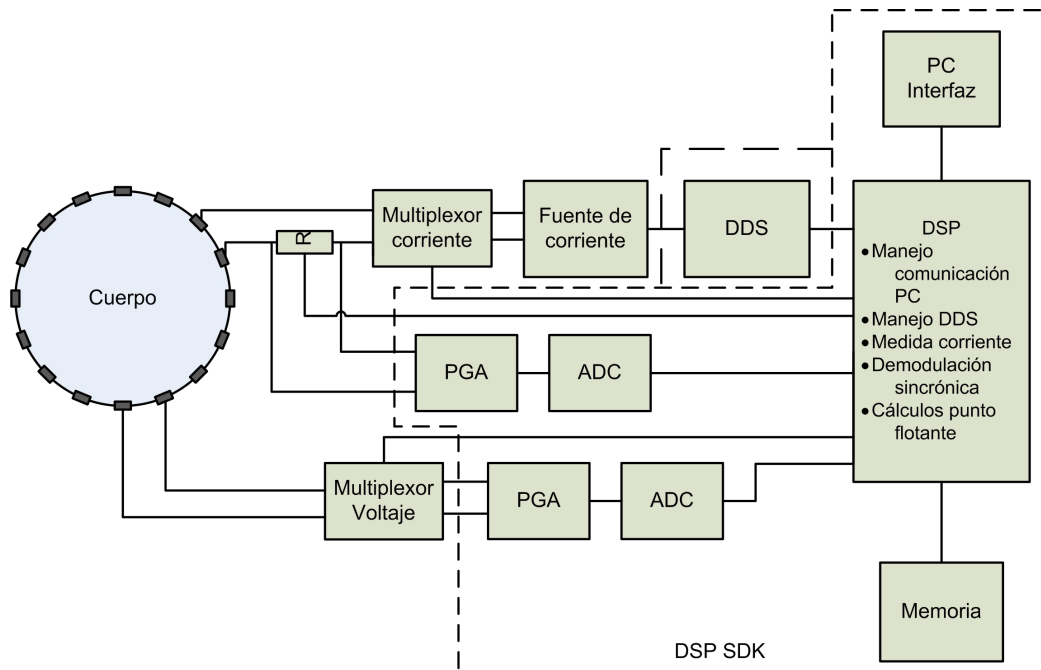 PC
Interfaz
Multiplexor
corriente
Fuente de
corriente
DDS
R
Cuerpo
DSP
• Manejo
comunicación
PC
• Manejo DDS
• Medida corriente
• Demodulación
sincrónica
• Cálculos punto
flotante
PGA
ADC
Multiplexor
Voltaje
PGA
ADC
Memoria
DSP SDK